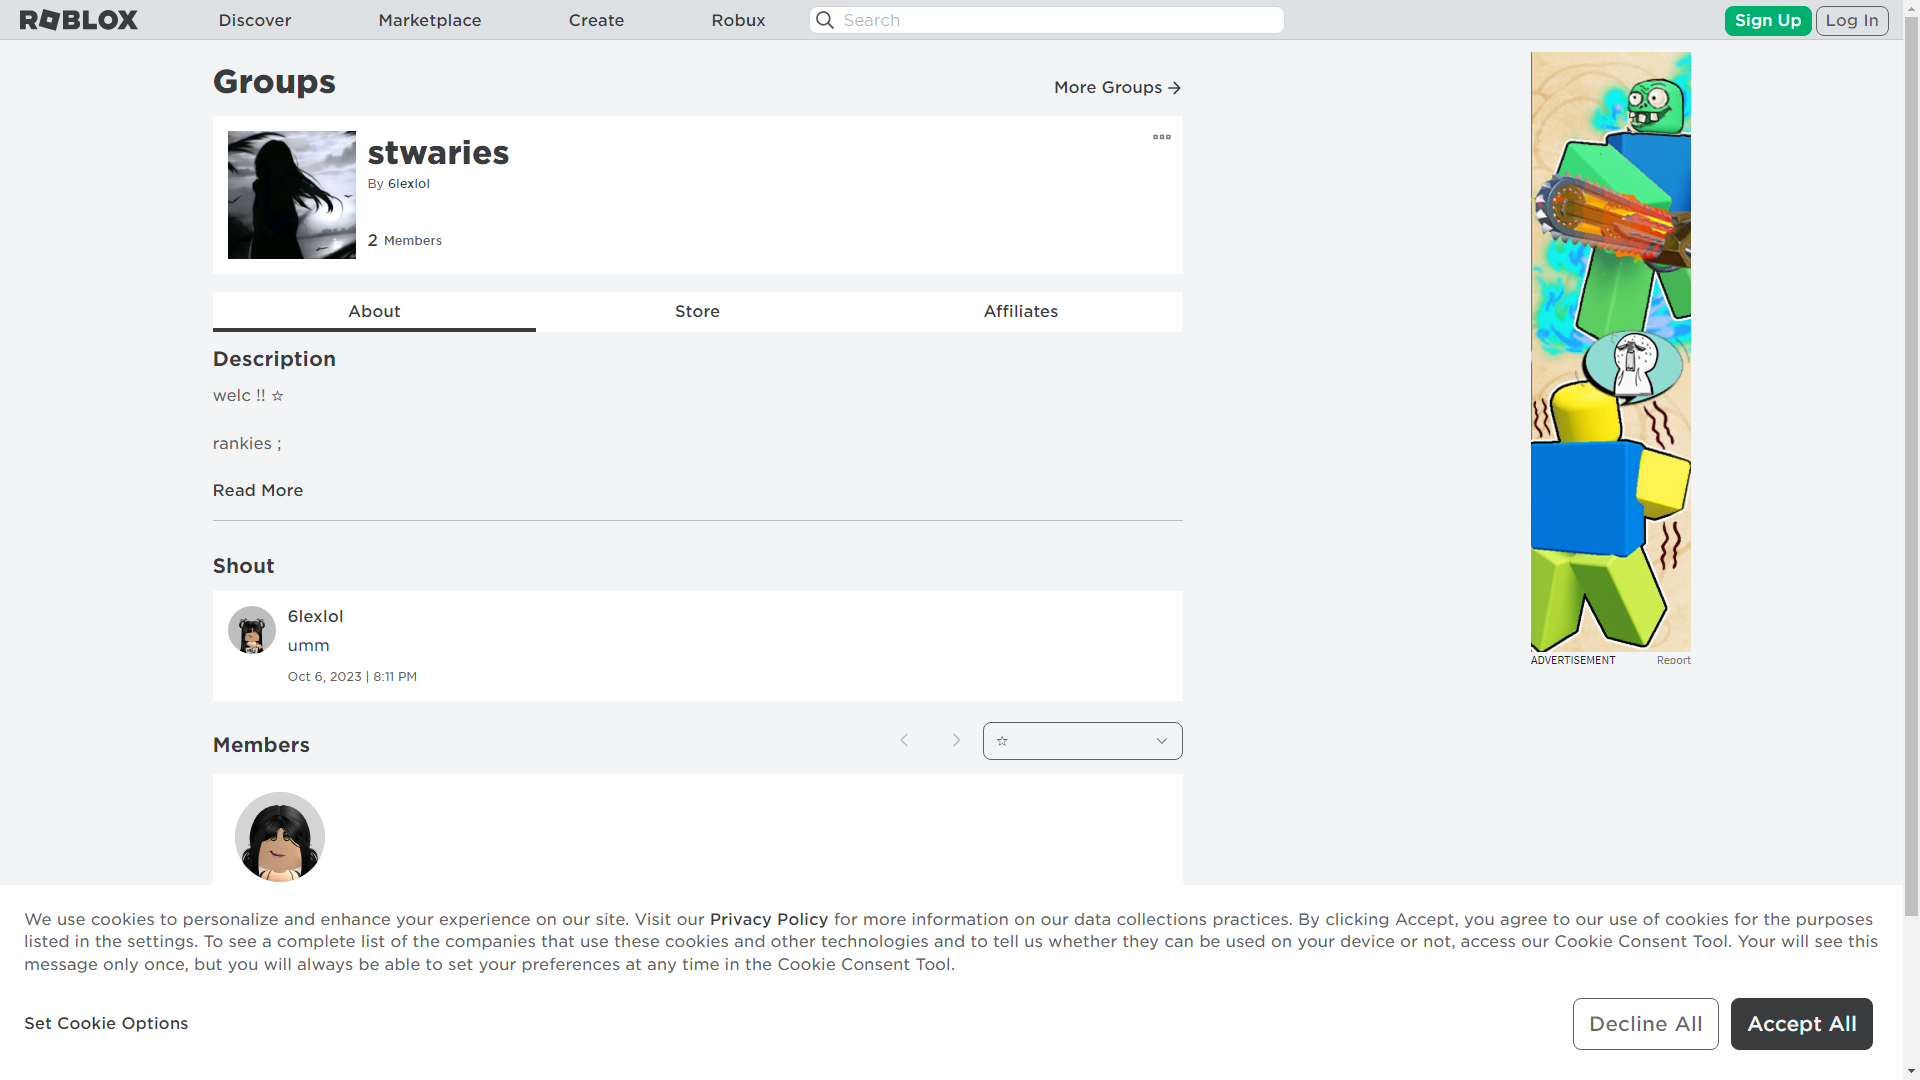 ROBLOX
Discover
Marketplace
Create
Robux
Search
Sign Up
Log In
Groups
More Groups →
stwaries
By 6lexlol
2 Members
About
Store
Affiliates
Description
welc !! ☆
rankies ;
Read More
Shout
6lexlol
umm
Oct 6, 2023 | 8:11 PM
ADVERTISEMENT
Report
Members
☆
We use cookies to personalize and enhance your experience on our site. Visit our Privacy Policy for more information on our data collections practices. By clicking Accept, you agree to our use of cookies for the purposes
listed in the settings. To see a complete list of the companies that use these cookies and other technologies and to tell us whether they can be used on your device or not, access our Cookie Consent Tool. Your will see this
message only once, but you will always be able to set your preferences at any time in the Cookie Consent Tool.
Set Cookie Options
Decline All
Accept All